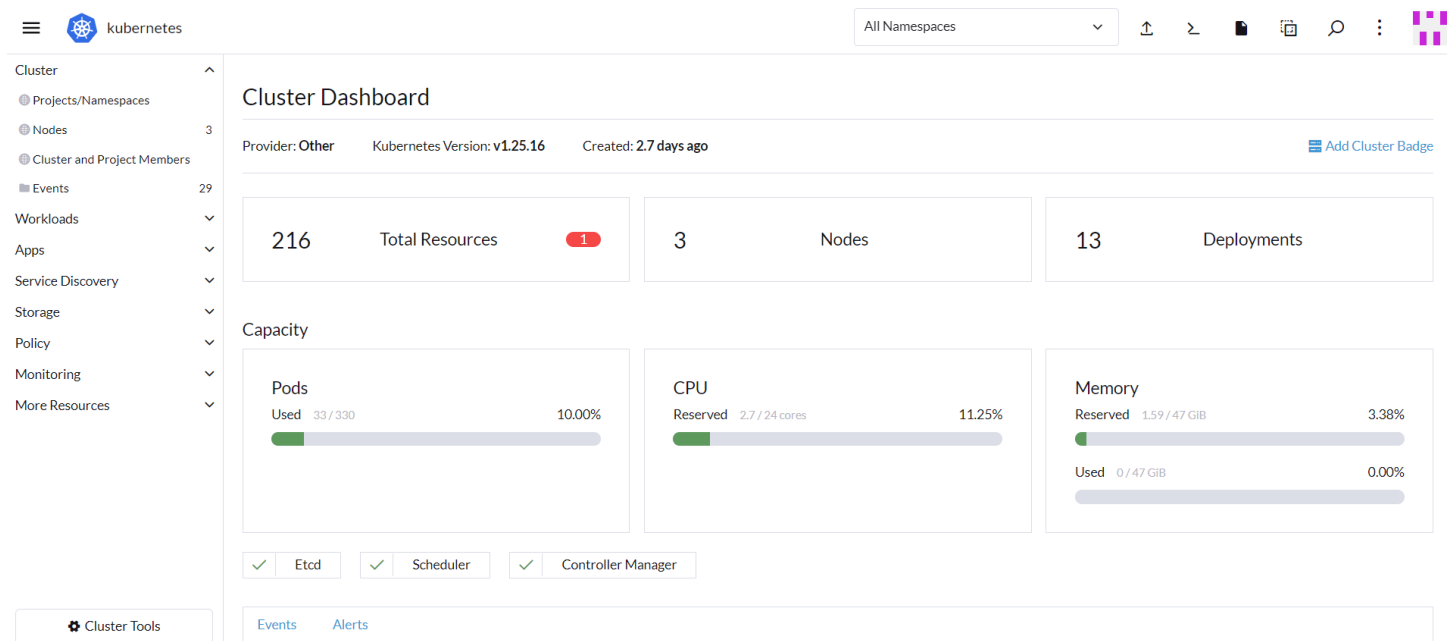 kubernetes
All Namespaces
Cluster
Projects/Namespaces
Nodes 3
Cluster and Project Members
Events 29
Workloads
Apps
Service Discovery
Storage
Policy
Monitoring
More Resources
Cluster Tools
Cluster Dashboard
Provider: Other Kubernetes Version: v1.25.16 Created: 2.7 days ago Add Cluster Badge
216 Total Resources 1
3 Nodes
13 Deployments
Capacity
Pods
Used 33 / 330 10.00%
CPU
Reserved 2.7 / 24 cores 11.25%
Memory
Reserved 1.59 / 47 GiB 3.38%
Used 0 / 47 GiB 0.00%
Etcd Scheduler Controller Manager
Events Alerts